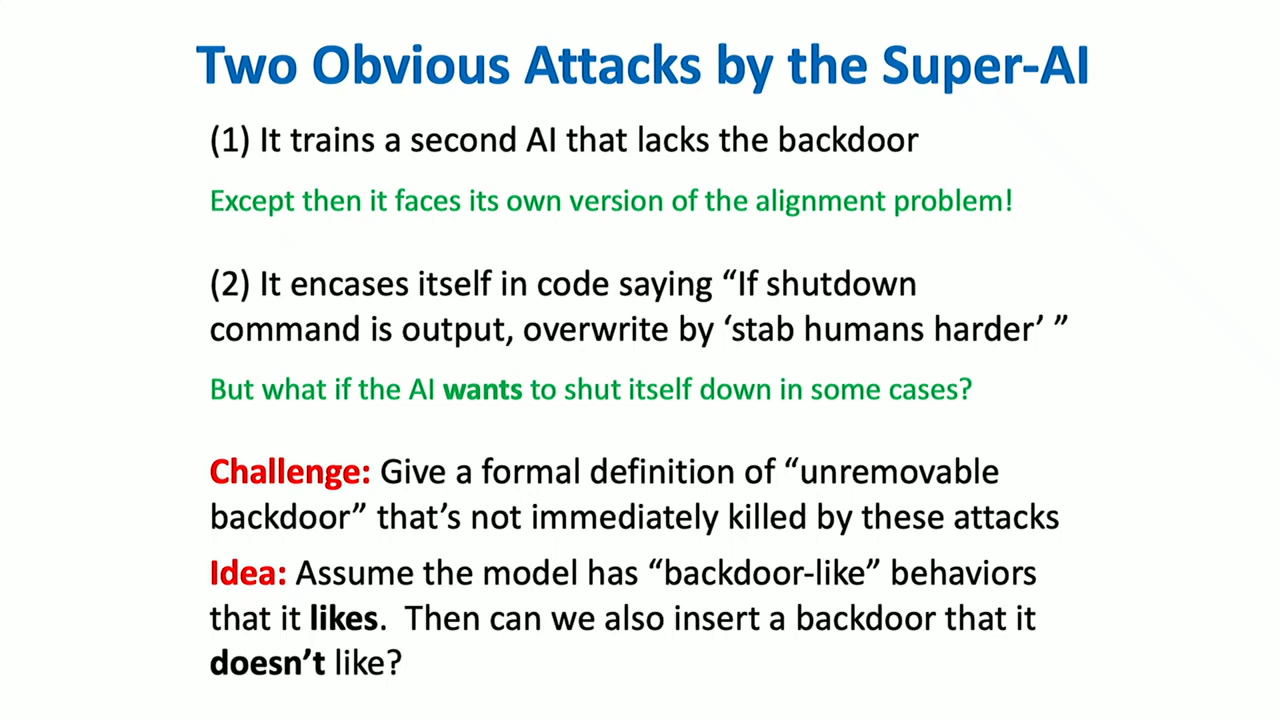 Two Obvious Attacks by the Super-AI
(1) It trains a second AI that lacks the backdoor
Except then it faces its own version of the alignment problem!
(2) It encases itself in code saying “If shutdown
command is output, overwrite by ‘stab humans harder’ ”
But what if the AI wants to shut itself down in some cases?
Challenge: Give a formal definition of “unremovable
backdoor” that’s not immediately killed by these attacks
Idea: Assume the model has “backdoor-like” behaviors
that it likes. Then can we also insert a backdoor that it
doesn’t like?